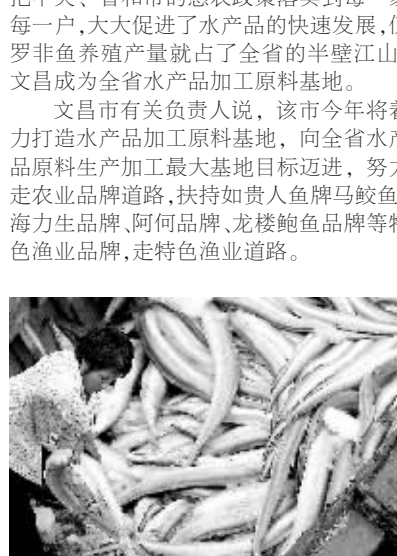 把中央、省和市的惠农政策落实到每一家
每一户,大大促进了水产品的快速发展,仅
罗非鱼养殖产量就占了全省的半壁江山
文昌成为全省水产品加工原料基地。
文昌市有关负责人说，该市今年将着
力打造水产品加工原料基地，向全省水产
品原料生产加工最大基地目标迈进，努力
走农业品牌道路,扶持如贵人鱼牌马鲛鱼
海力生品牌、阿何品牌、龙楼鲍鱼品牌等特
色渔业品牌,走特色渔业道路。